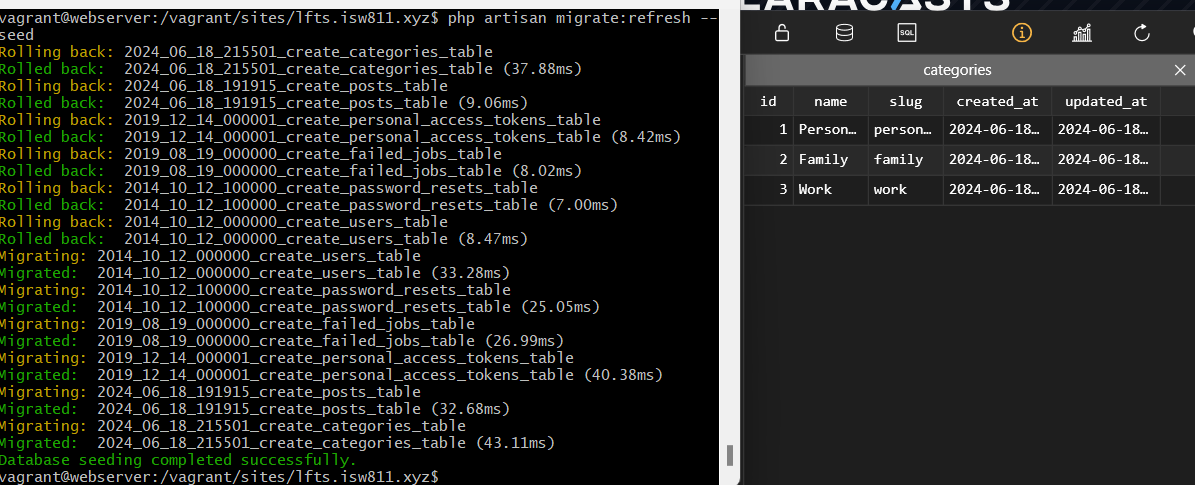 vagrant@webserver:/vagrant/sites/lfts.isw811.xyz$ php artisan migrate:refresh --
seed
Rolling back: 2024_06_18_215501_create_categories_table
Rolled back:  2024_06_18_215501_create_categories_table (37.88ms)
Rolling back: 2024_06_18_191915_create_posts_table
Rolled back:  2024_06_18_191915_create_posts_table (9.06ms)
Rolling back: 2019_12_14_000001_create_personal_access_tokens_table
Rolled back:  2019_12_14_000001_create_personal_access_tokens_table (8.42ms)
Rolling back: 2019_08_19_000000_create_failed_jobs_table
Rolled back:  2019_08_19_000000_create_failed_jobs_table (8.02ms)
Rolling back: 2014_10_12_100000_create_password_resets_table
Rolled back:  2014_10_12_100000_create_password_resets_table (7.00ms)
Rolling back: 2014_10_12_000000_create_users_table
Rolled back:  2014_10_12_000000_create_users_table (8.47ms)
Migrating: 2014_10_12_000000_create_users_table
Migrated:  2014_10_12_000000_create_users_table (33.28ms)
Migrating: 2014_10_12_100000_create_password_resets_table
Migrated:  2014_10_12_100000_create_password_resets_table (25.05ms)
Migrating: 2019_08_19_000000_create_failed_jobs_table
Migrated:  2019_08_19_000000_create_failed_jobs_table (26.99ms)
Migrating: 2019_12_14_000001_create_personal_access_tokens_table
Migrated:  2019_12_14_000001_create_personal_access_tokens_table (40.38ms)
Migrating: 2024_06_18_191915_create_posts_table
Migrated:  2024_06_18_191915_create_posts_table (32.68ms)
Migrating: 2024_06_18_215501_create_categories_table
Migrated:  2024_06_18_215501_create_categories_table (43.11ms)
Database seeding completed successfully.
vagrant@webserver:/vagrant/sites/lfts.isw811.xyz$
LARACASTS
SQL
categories
id name slug created_at updated_at
1 Person… person… 2024-06-18… 2024-06-18…
2 Family family 2024-06-18… 2024-06-18…
3 Work work 2024-06-18… 2024-06-18…